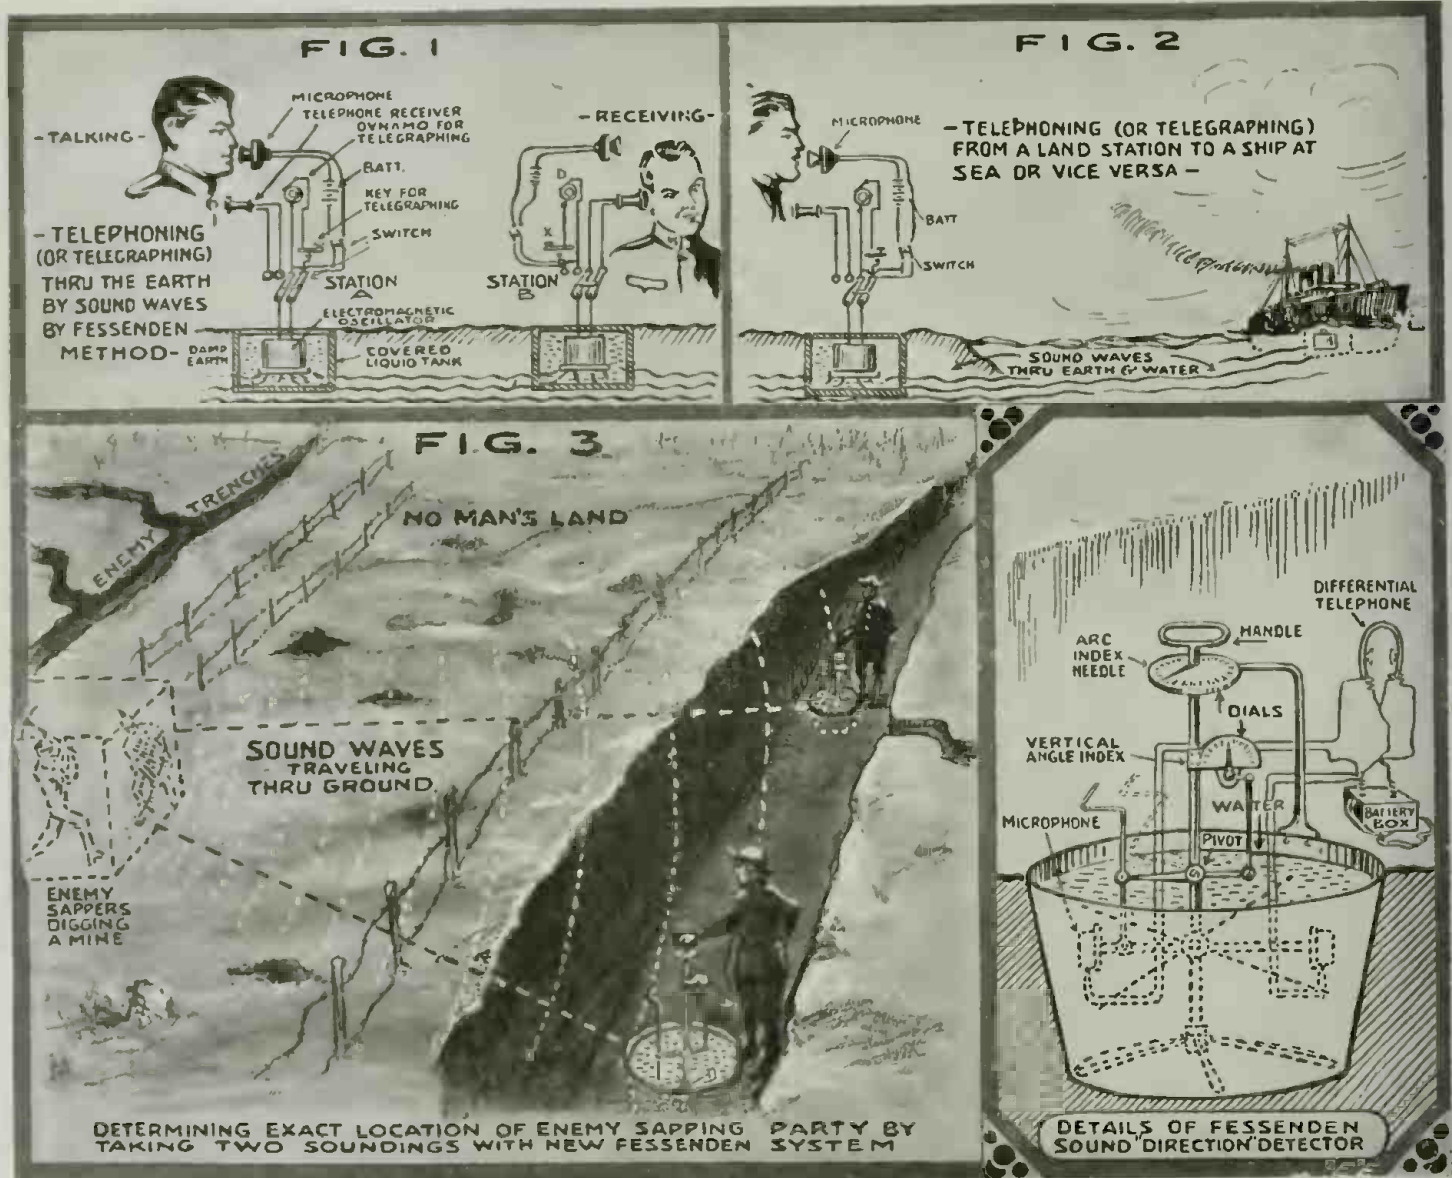 FIG. 1
-TALKING-
MICROPHONE
TELEPHONE RECEIVER
DYNAMO FOR
TELEGRAPHING
BATT.
KEY FOR
TELEGRAPHING
SWITCH
-RECEIVING-
D
X
-TELEPHONING
(OR TELEGRAPHING)
THRU THE EARTH
BY SOUND WAVES
BY FESSENDEN
METHOD-
STATION
A
STATION
B
ELECTROMAGNETIC
OSCILLATOR
DAMP
EARTH
COVERED
LIQUID TANK
FIG. 2
MICROPHONE
-TELEPHONING (OR TELEGRAPHING)
FROM A LAND STATION TO A SHIP AT
SEA OR VICE VERSA-
BATT
SWITCH
SOUND WAVES
THRU EARTH & WATER
FIG. 3
ENEMY TRENCHES
NO MAN'S LAND
SOUND WAVES
TRAVELING
THRU GROUND.
ENEMY
SAPPERS
DIGGING
A MINE
DETERMINING EXACT LOCATION OF ENEMY SAPPING PARTY BY
TAKING TWO SOUNDINGS WITH NEW FESSENDEN SYSTEM
DIFFERENTIAL
TELEPHONE
HANDLE
ARC
INDEX
NEEDLE
DIALS
VERTICAL
ANGLE INDEX
WATER
MICROPHONE
PIVOT
BATTERY
BOX
DETAILS OF FESSENDEN
SOUND "DIRECTION" DETECTOR